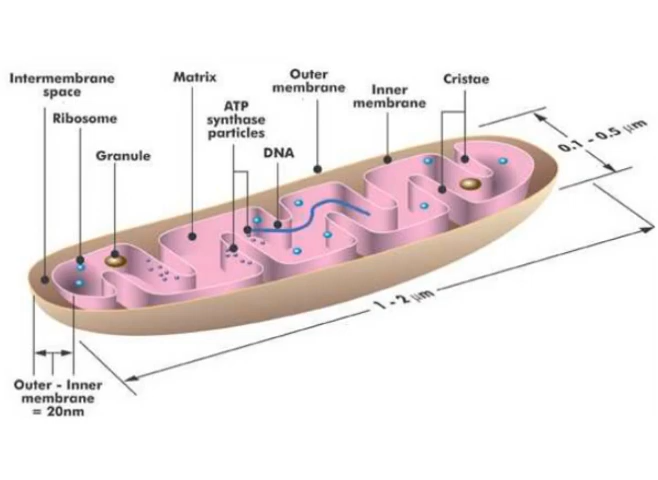 Intermembrane
space
Ribosome
Granule
Matrix
ATP
synthase
particles
DNA
Outer
membrane
Inner
membrane
Cristae
0.1 - 0.5 μm
1 - 2 μm
Outer - Inner
membrane
= 20nm